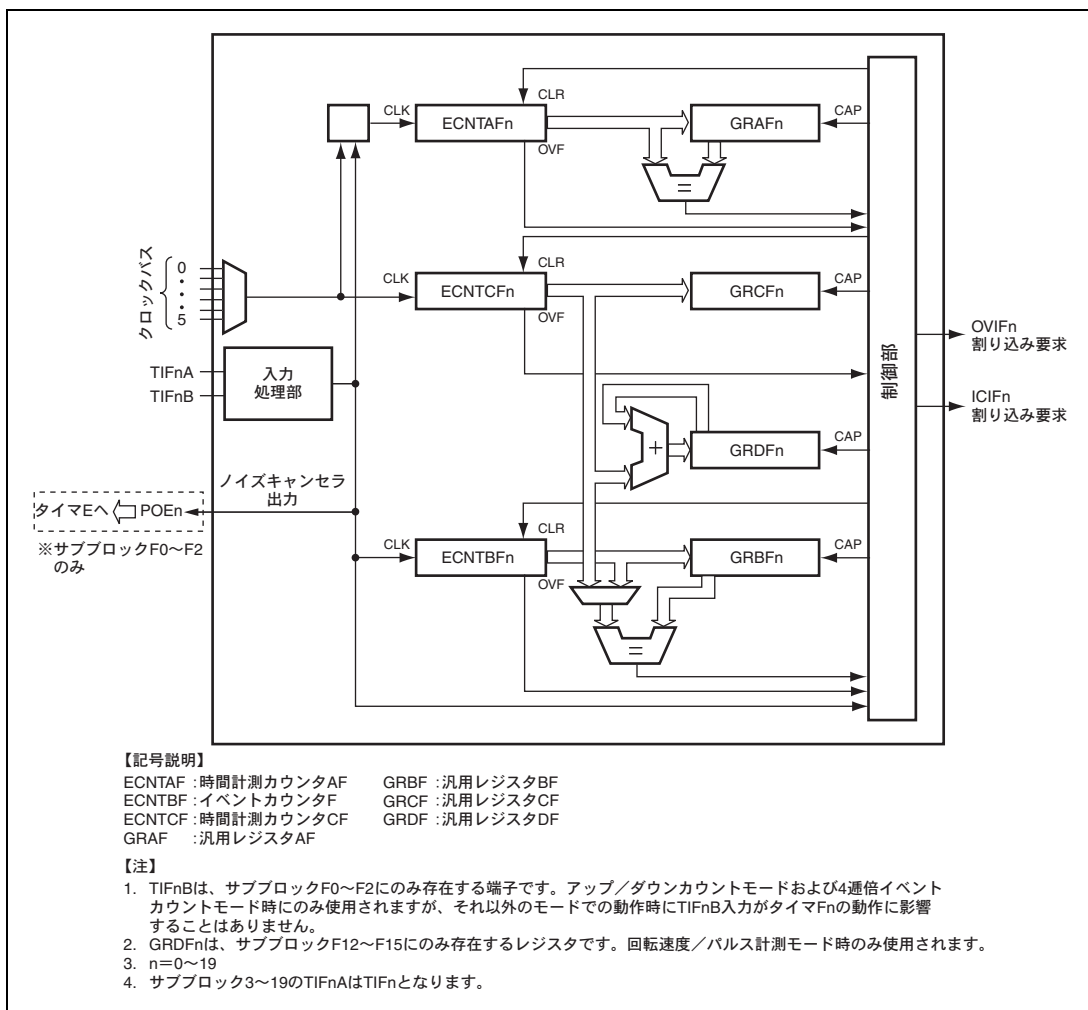 CLR
CLK
ECNTAFn
OVF
GRAFn
CAP
=
クロックバス
0
5
CLR
CLK
ECNTCFn
OVF
GRCFn
CAP
制御部
OVIFn
割り込み要求
ICIFn
割り込み要求
TIFnA
TIFnB
入力
処理部
+
GRDFn
CAP
ノイズキャンセラ
出力
タイマEへ
POEn
※サブブロックF0～F2
のみ
CLR
CLK
ECNTBFn
OVF
GRBFn
CAP
=
【記号説明】
ECNTAF :時間計測カウンタAF GRBF :汎用レジスタBF
ECNTBF :イベントカウンタF GRCF :汎用レジスタCF
ECNTCF :時間計測カウンタCF GRDF :汎用レジスタDF
GRAF :汎用レジスタAF
【注】
1. TIFnBは、サブブロックF0～F2にのみ存在する端子です。アップ／ダウンカウントモードおよび4逓倍イベント
カウントモード時にのみ使用されますが、それ以外のモードでの動作時にTIFnB入力がタイマFnの動作に影響
することはありません。
2. GRDFnは、サブブロックF12～F15にのみ存在するレジスタです。回転速度／パルス計測モード時のみ使用されます。
3. n＝0～19
4. サブブロック3～19のTIFnAはTIFnとなります。